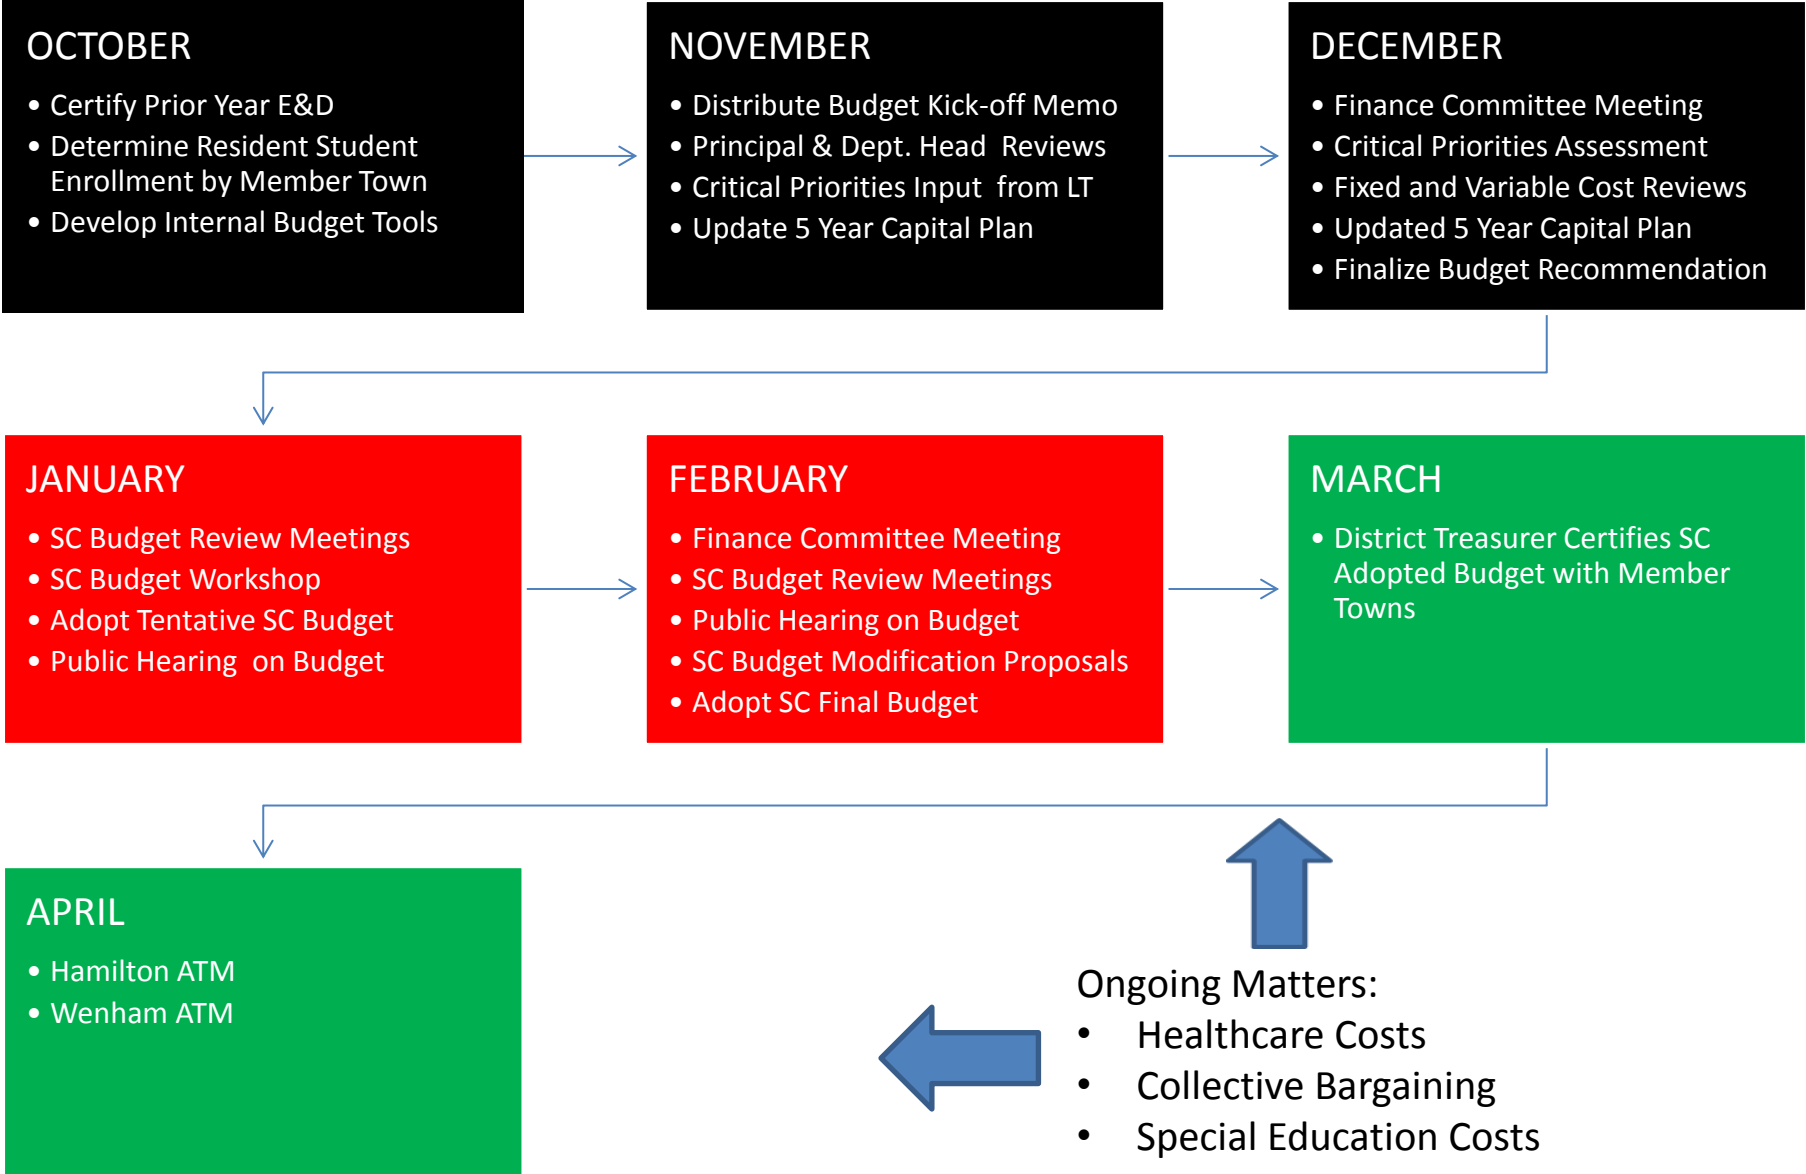 OCTOBER
• Certify Prior Year E&D
• Determine Resident Student
Enrollment by Member Town
• Develop Internal Budget Tools
NOVEMBER
• Distribute Budget Kick-off Memo
• Principal & Dept. Head Reviews
• Critical Priorities Input from LT
• Update 5 Year Capital Plan
DECEMBER
• Finance Committee Meeting
• Critical Priorities Assessment
• Fixed and Variable Cost Reviews
• Updated 5 Year Capital Plan
• Finalize Budget Recommendation
JANUARY
• SC Budget Review Meetings
• SC Budget Workshop
• Adopt Tentative SC Budget
• Public Hearing on Budget
FEBRUARY
• Finance Committee Meeting
• SC Budget Review Meetings
• Public Hearing on Budget
• SC Budget Modification Proposals
• Adopt SC Final Budget
MARCH
• District Treasurer Certifies SC
Adopted Budget with Member
Towns
APRIL
• Hamilton ATM
• Wenham ATM
Ongoing Matters:
• Healthcare Costs
• Collective Bargaining
• Special Education Costs